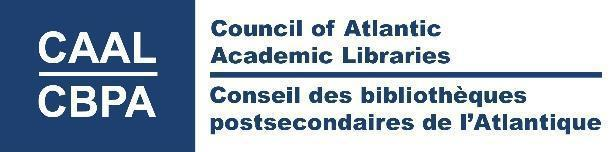 CAAL
CBPA
Council of Atlantic
Academic Libraries
Conseil des bibliothèques
postsecondaires de l'Atlantique